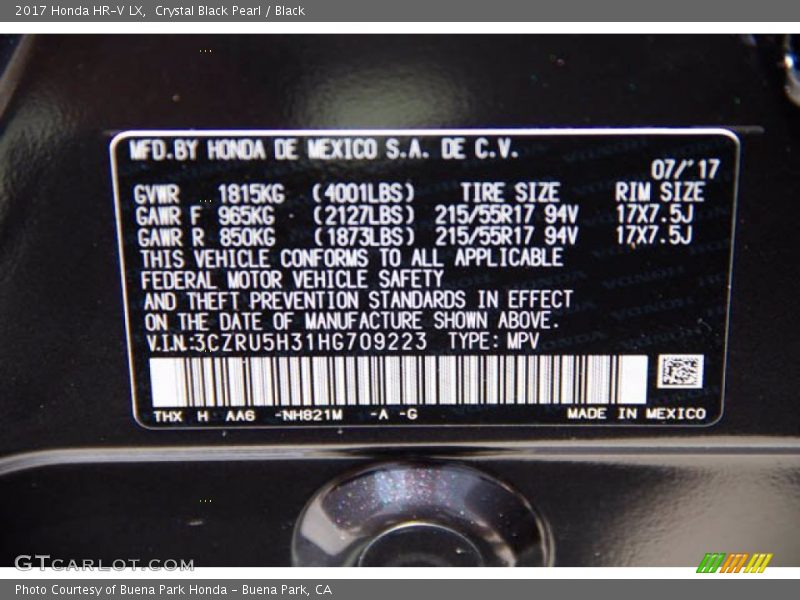 2017 Honda HR-V LX,  Crystal Black Pearl / Black
MFD.BY HONDA DE MEXICO S.A. DE C.V.
07/'17
GVWR 1815KG (4001LBS) TIRE SIZE RIM SIZE
GAWR F 965KG (2127LBS) 215/55R17 94V 17X7.5J
GAWR R 850KG (1873LBS) 215/55R17 94V 17X7.5J
THIS VEHICLE CONFORMS TO ALL APPLICABLE
FEDERAL MOTOR VEHICLE SAFETY
AND THEFT PREVENTION STANDARDS IN EFFECT
ON THE DATE OF MANUFACTURE SHOWN ABOVE.
V.I.N.:3CZRU5H31HG709223 TYPE: MPV
THX H AA6 -NH821M -A -G MADE IN MEXICO
GTCARLOT.COM
Photo Courtesy of Buena Park Honda - Buena Park, CA